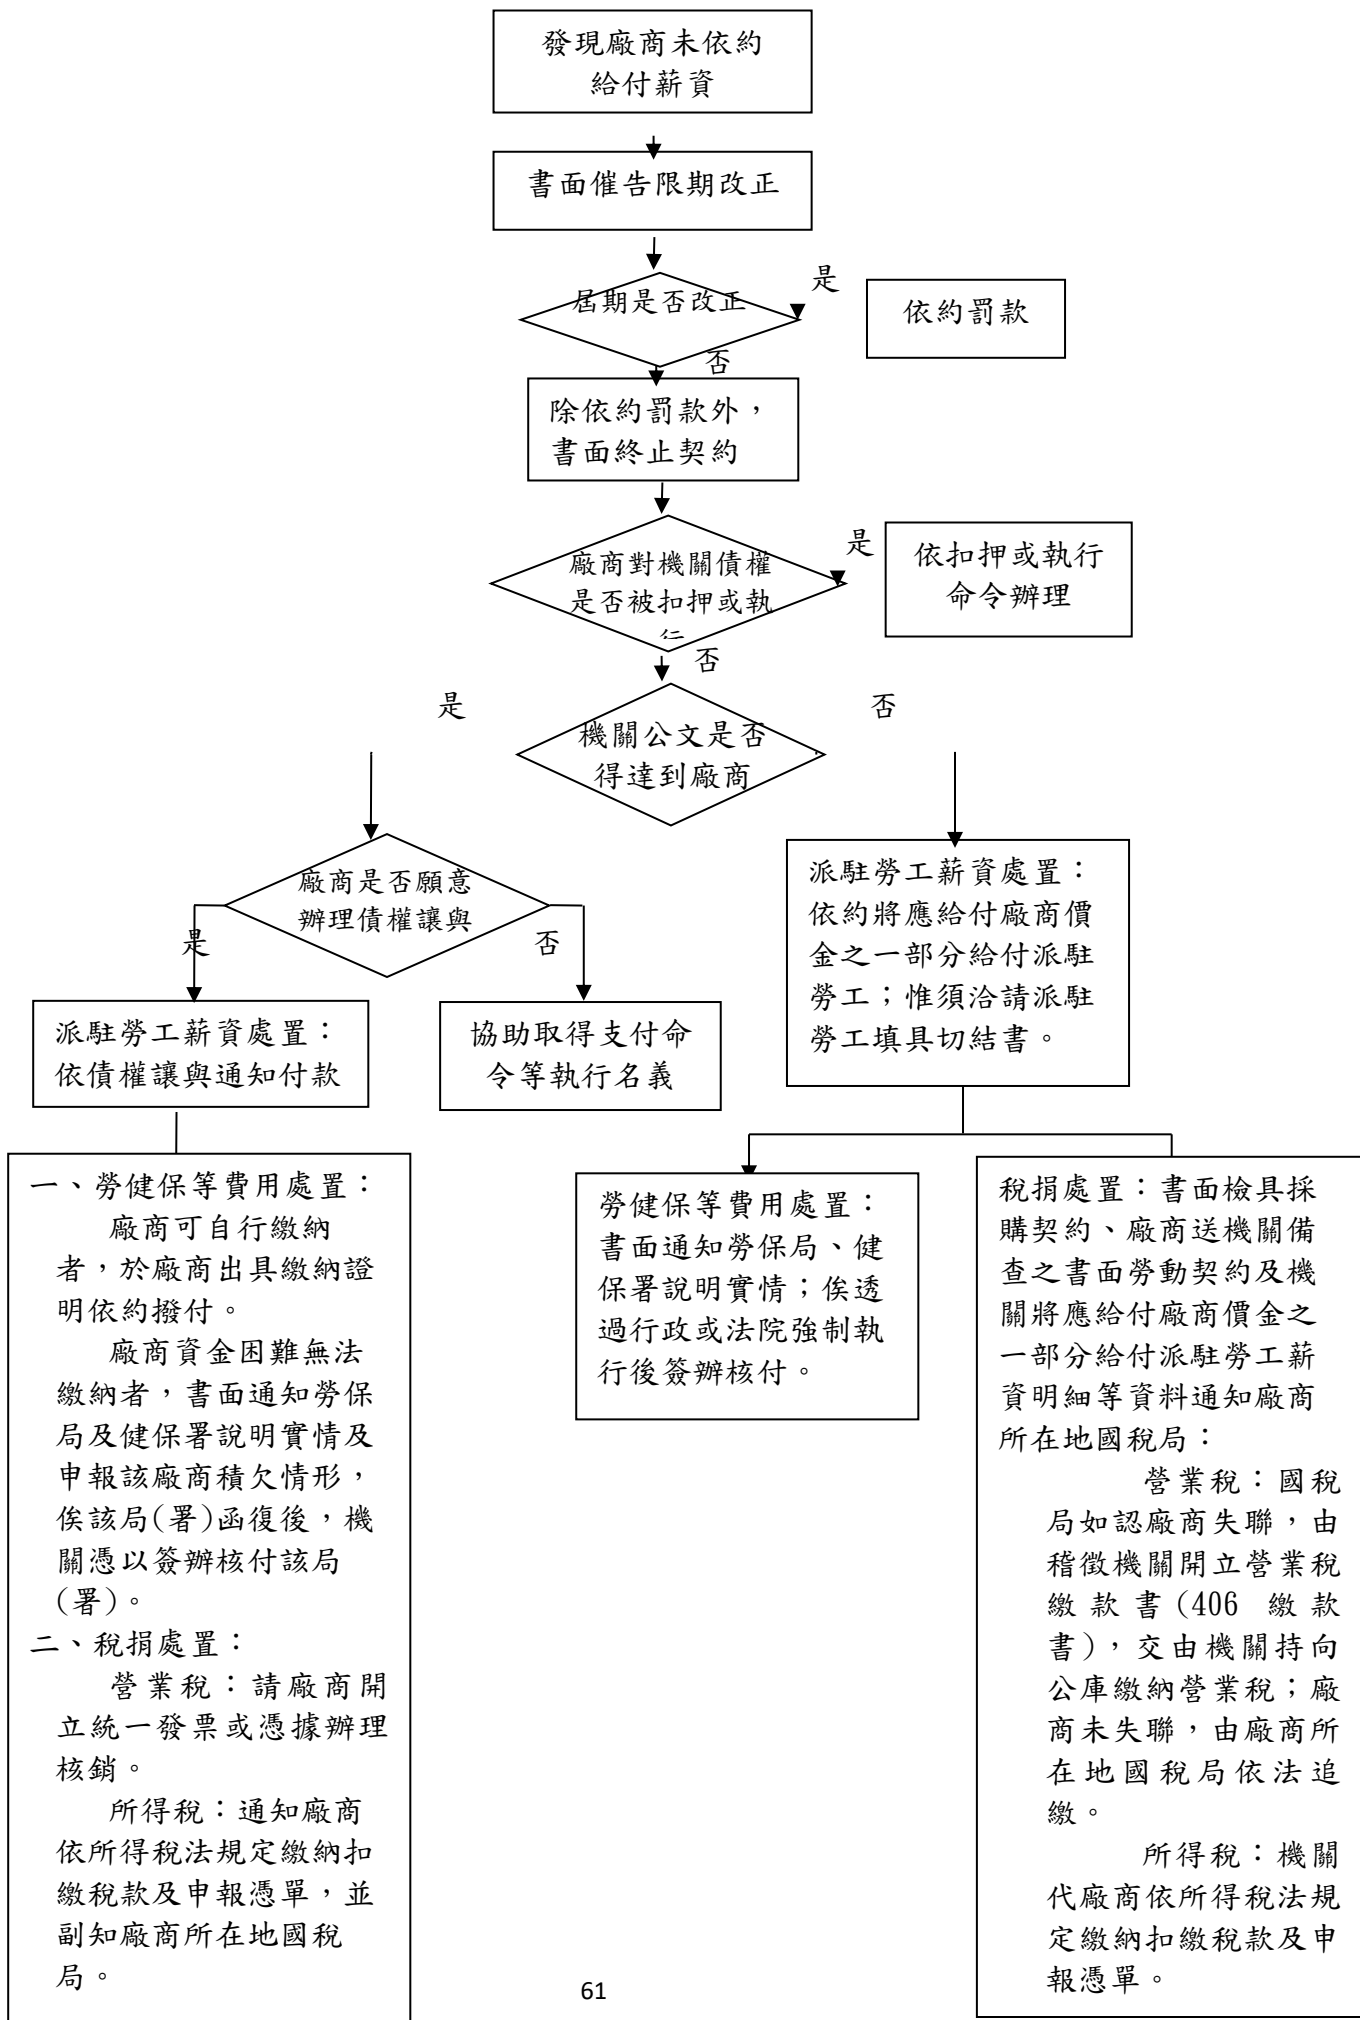 發現廠商未依約
給付薪資
書面催告限期改正
屆期是否改正
是
依約罰款
否
除依約罰款外，
書面終止契約
廠商對機關債權
是否被扣押或執
行
是
依扣押或執行
命令辦理
否
機關公文是否
得達到廠商
是
否
廠商是否願意
辦理債權讓與
是
否
派駐勞工薪資處置：
依債權讓與通知付款
協助取得支付命
令等執行名義
派駐勞工薪資處置：
依約將應給付廠商價
金之一部分給付派駐
勞工；惟須洽請派駐
勞工填具切結書。
一、勞健保等費用處置：
廠商可自行繳納
者，於廠商出具繳納證
明依約撥付。
廠商資金困難無法
繳納者，書面通知勞保
局及健保署說明實情及
申報該廠商積欠情形，
俟該局(署)函復後，機
關憑以簽辦核付該局
(署)。
二、稅捐處置：
營業稅：請廠商開
立統一發票或憑據辦理
核銷。
所得稅：通知廠商
依所得稅法規定繳納扣
繳稅款及申報憑單，並
副知廠商所在地國稅
局。
勞健保等費用處置：
書面通知勞保局、健
保署說明實情；俟透
過行政或法院強制執
行後簽辦核付。
稅捐處置：書面檢具採
購契約、廠商送機關備
查之書面勞動契約及機
關將應給付廠商價金之
一部分給付派駐勞工薪
資明細等資料通知廠商
所在地國稅局：
營業稅：國稅
局如認廠商失聯，由
稽徵機關開立營業稅
繳款書(406 繳款
書)，交由機關持向
公庫繳納營業稅；廠
商未失聯，由廠商所
在地國稅局依法追
繳。
所得稅：機關
代廠商依所得稅法規
定繳納扣繳稅款及申
報憑單。
61